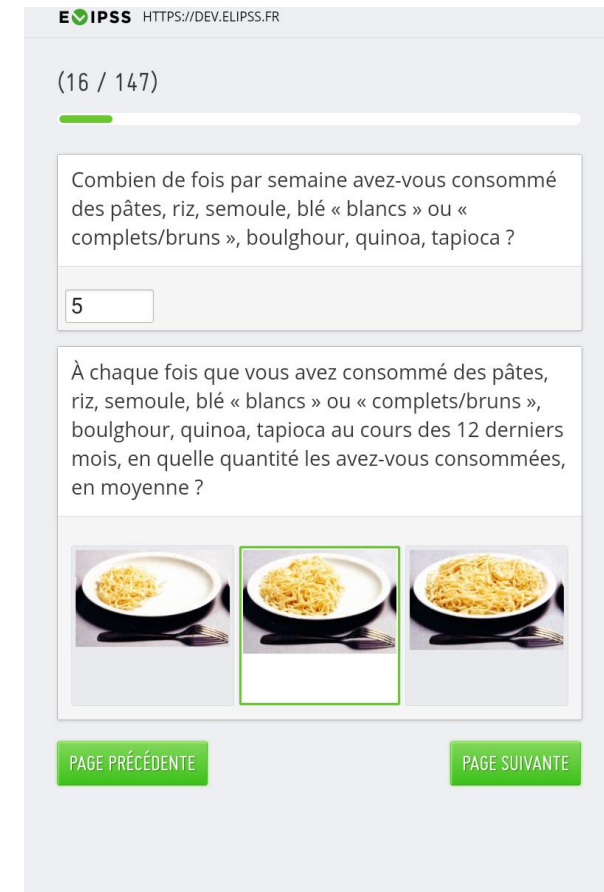 ELIPSS HTTPS://DEV.ELIPSS.FR
(16 / 147)
Combien de fois par semaine avez-vous consommé
des pâtes, riz, semoule, blé « blancs » ou «
complets/bruns », boulghour, quinoa, tapioca ?
5
À chaque fois que vous avez consommé des pâtes,
riz, semoule, blé « blancs » ou « complets/bruns »,
boulghour, quinoa, tapioca au cours des 12 derniers
mois, en quelle quantité les avez-vous consommées,
en moyenne ?
PAGE PRÉCÉDENTE
PAGE SUIVANTE